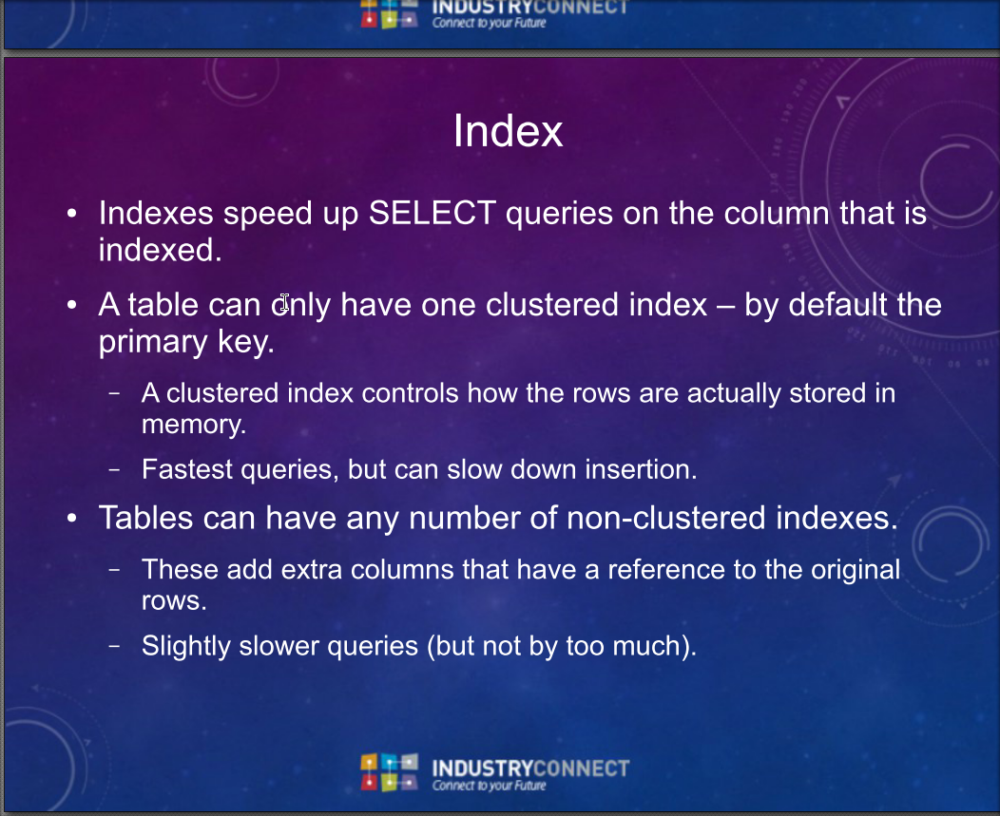 INDUSTRYCONNECT
Connect to your Future
Index
• Indexes speed up SELECT queries on the column that is
indexed.
• A table can only have one clustered index – by default the
primary key.
– A clustered index controls how the rows are actually stored in
memory.
– Fastest queries, but can slow down insertion.
• Tables can have any number of non-clustered indexes.
– These add extra columns that have a reference to the original
rows.
– Slightly slower queries (but not by too much).
INDUSTRYCONNECT
Connect to your Future